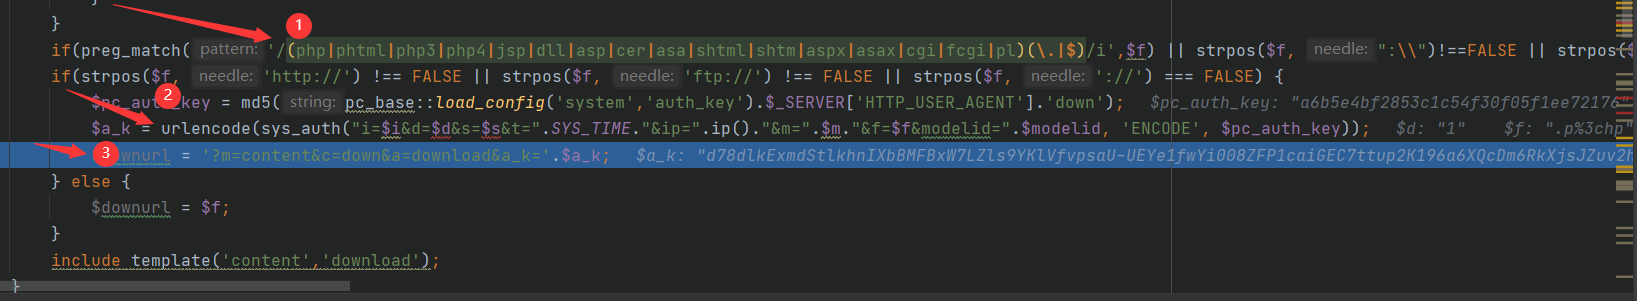 }
if(preg_match( pattern: '/(php|phtml|php3|php4|jsp|dll|asp|cer|asa|shtml|shtm|aspx|asax|cgi|fcgi|pl)(\.|$)/i',$f) || strpos($f, needle: ":\\")!==FALSE || strpos($
if(strpos($f, needle: 'http://') !== FALSE || strpos($f, needle: 'ftp://') !== FALSE || strpos($f, needle: '://') === FALSE) {
$pc_auth_key = md5( string: pc_base::load_config('system','auth_key').$_SERVER['HTTP_USER_AGENT'].'down'); $pc_auth_key: "a6b5e4bf2853c1c54f30f05f1ee72176"
$a_k = urlencode(sys_auth("i=$i&d=$d&s=$s&t=".SYS_TIME."&ip=".ip()."&m=".$m."&f=$f&modelid=".$modelid, 'ENCODE', $pc_auth_key)); $d: "1" $f: ".p%3chp"
ownurl = '?m=content&c=down&a=download&a_k='.$a_k; $a_k: "d78dlkExmdStlkhnIXbBMFBxW7LZls9YKlVfvpsaU-UEYe1fwYi008ZFP1caiGEC7ttup2K196a6XQcDm6RkXjsJZuv2h
} else {
$downurl = $f;
}
include template('content','download');
}
1
2
3